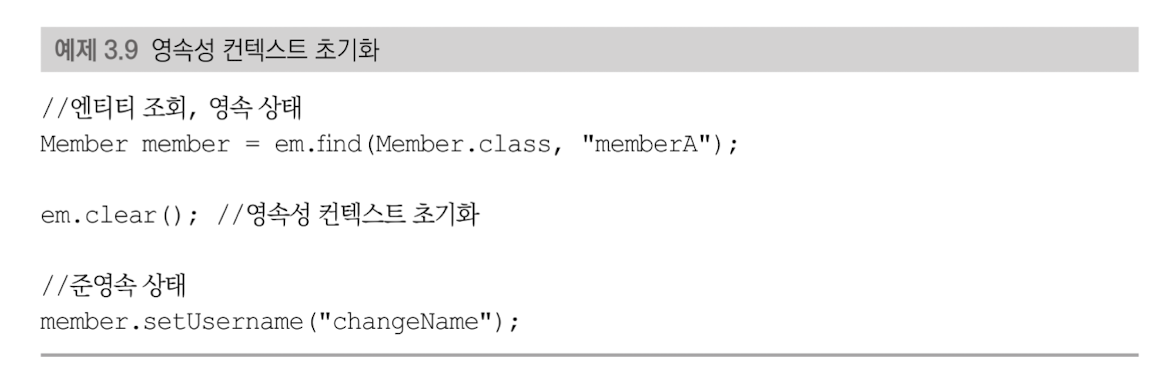 예제 3.9 영속성 컨텍스트 초기화
//엔티티 조회, 영속 상태
Member member = em.find(Member.class, "memberA");
em.clear(); //영속성 컨텍스트 초기화
//준영속 상태
member.setUsername("changeName");